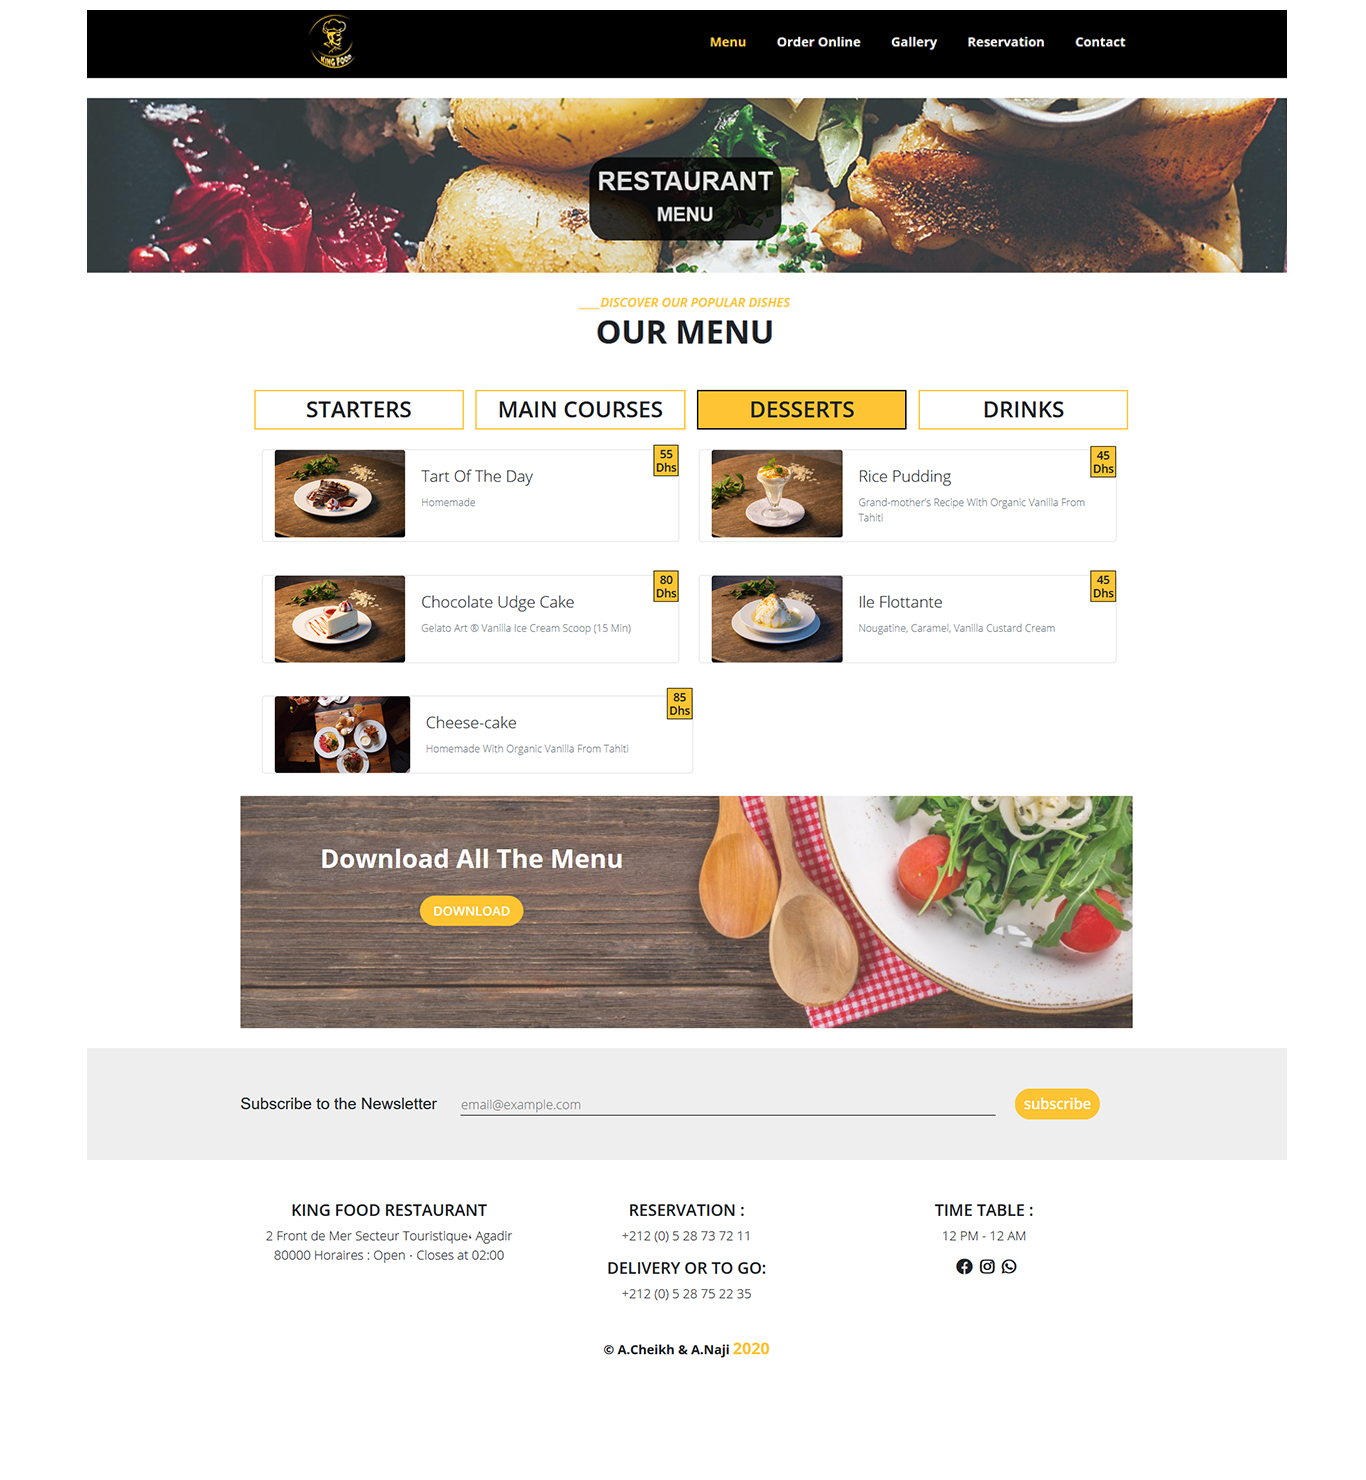 KING FOOD
Menu Order Online Gallery Reservation Contact
RESTAURANT
MENU
____DISCOVER OUR POPULAR DISHES
OUR MENU
STARTERS MAIN COURSES DESSERTS DRINKS
Tart Of The Day
Homemade
55
Dhs
Rice Pudding
Grand-mother's Recipe With Organic Vanilla From
Tahiti
45
Dhs
Chocolate Udge Cake
Gelato Art ® Vanilla Ice Cream Scoop (15 Min)
80
Dhs
Ile Flottante
Nougatine, Caramel, Vanilla Custard Cream
45
Dhs
Cheese-cake
Homemade With Organic Vanilla From Tahiti
85
Dhs
Download All The Menu
DOWNLOAD
Subscribe to the Newsletter email@example.com subscribe
KING FOOD RESTAURANT
2 Front de Mer Secteur Touristique، Agadir
80000 Horaires : Open · Closes at 02:00
RESERVATION :
+212 (0) 5 28 73 72 11
DELIVERY OR TO GO:
+212 (0) 5 28 75 22 35
TIME TABLE :
12 PM - 12 AM
© A.Cheikh & A.Naji 2020